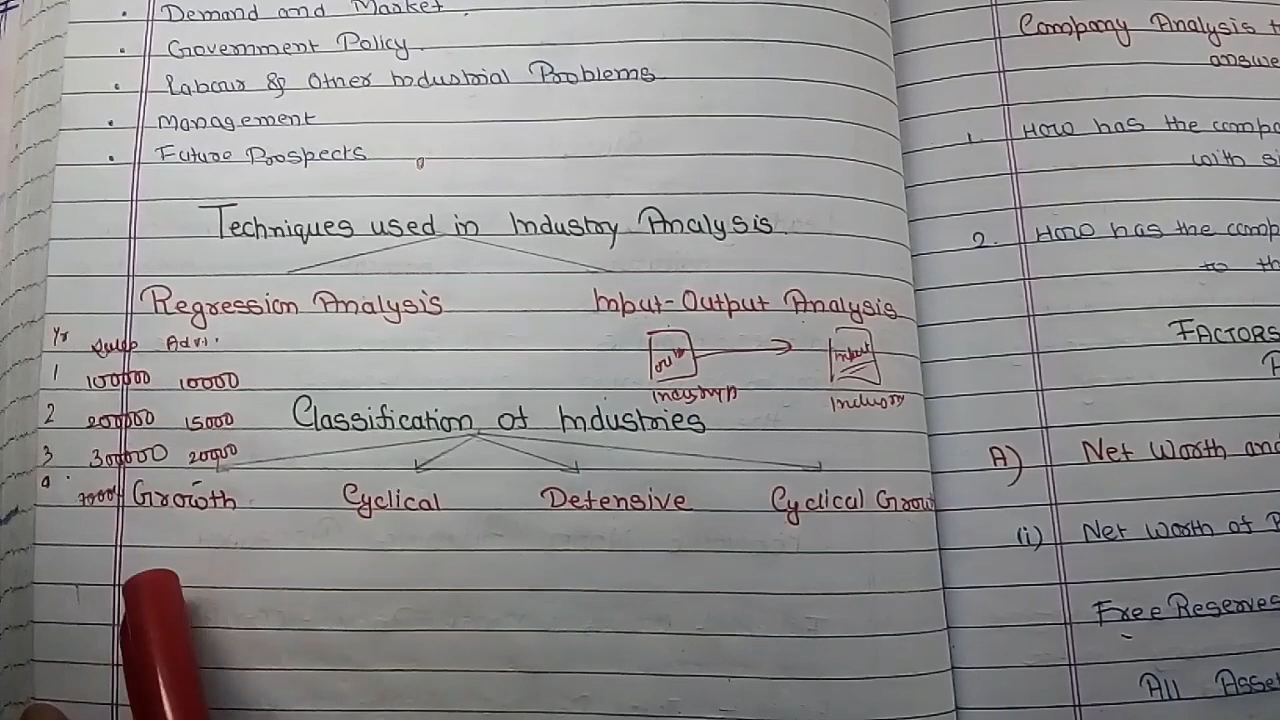 • Demand and Market.
• Government Policy
• Labour & Other Industrial Problems
• Management
• Future Prospects
Techniques used in Industry Analysis
Regression Analysis
Input-Output Analysis
Yr Sales Adv.
1 100000 10000
2 200000 15000
3 300000 20000
4
Input
Industry
Industry
Classification of Industries
Growth Cyclical Defensive Cyclical Grow
Company Analysis t
answe
1. How has the compa
with si
2. How has the comp
to th
FACTORS
A) Net Worth and
(i) Net Worth of
Free Reserves
All Asse